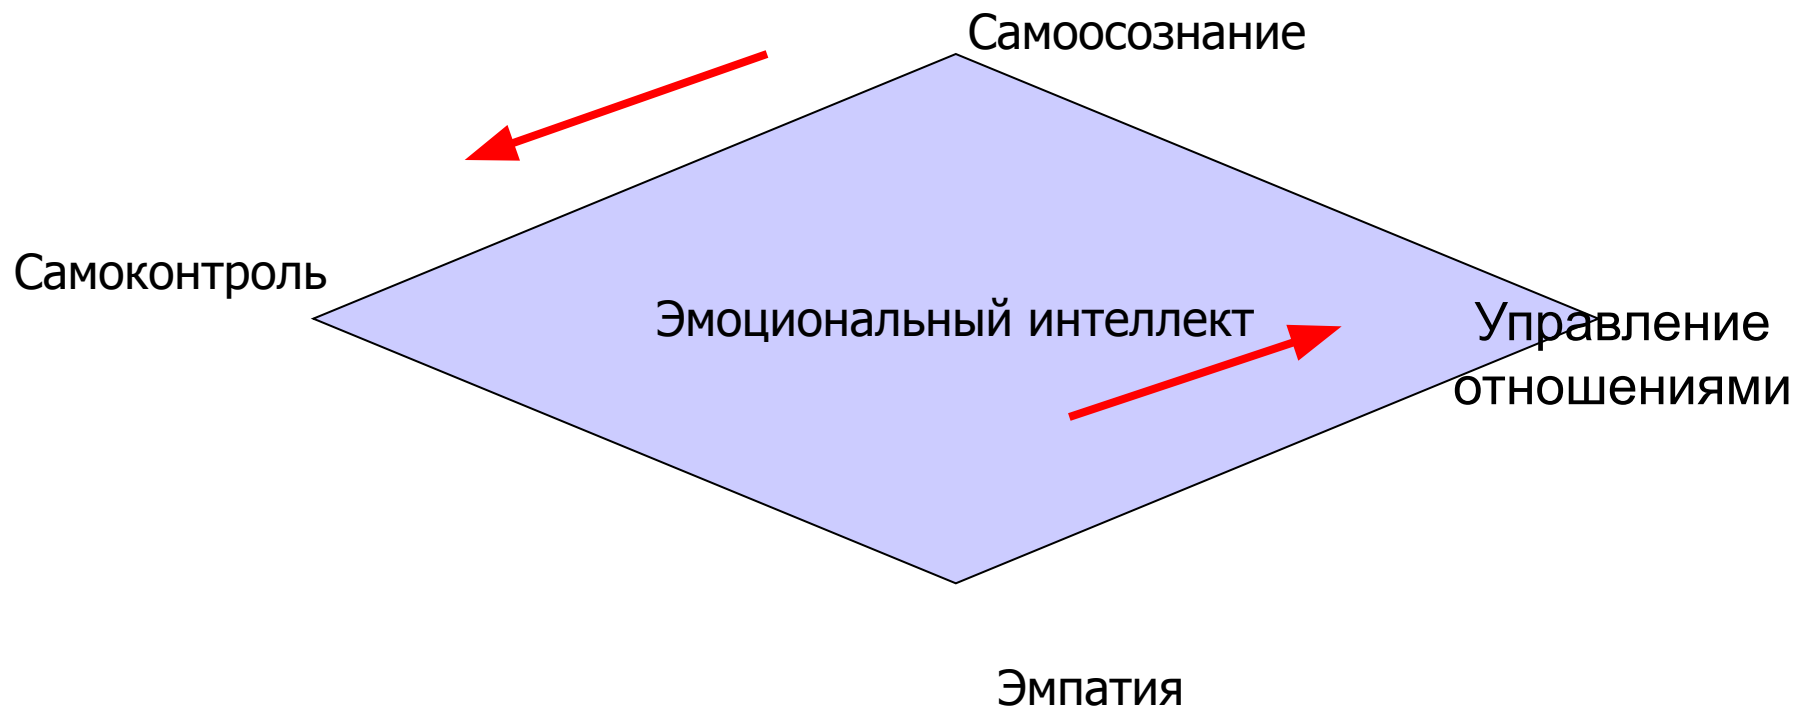 Самоосознание
Самоконтроль
Эмоциональный интеллект
Управление
отношениями
Эмпатия